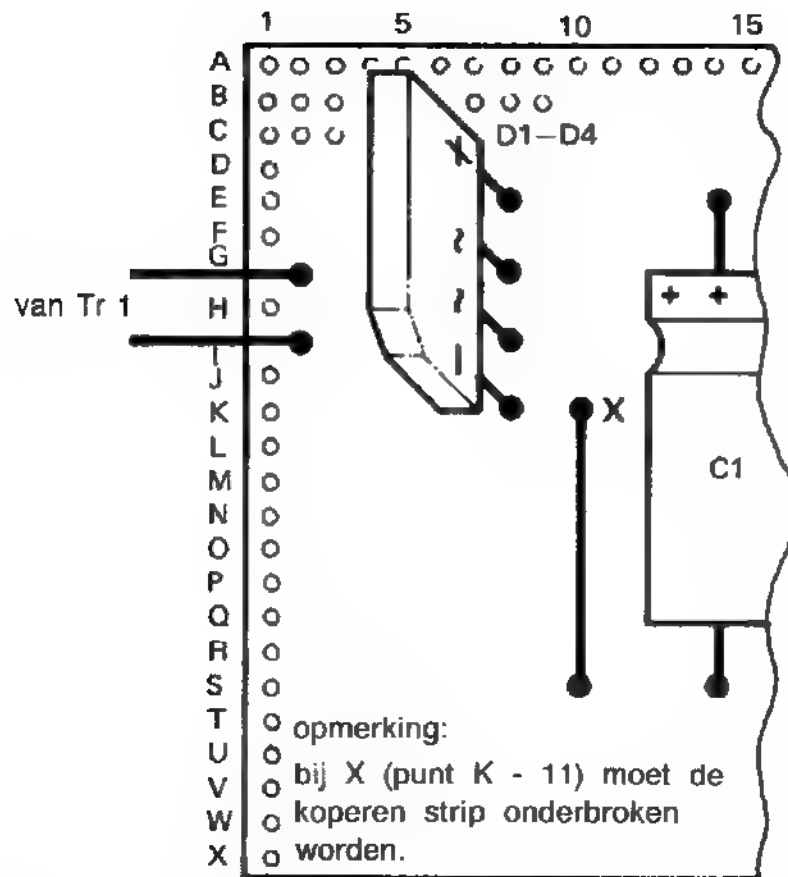 1 5 10 15
A
B
C D1–D4
D
E
F
G
van Tr 1
H
I
J
K X
L
C1
M
N
O
P
Q
R
S
T
opmerking:
U
bij X (punt K - 11) moet de
V
koperen strip onderbroken
W
worden.
X